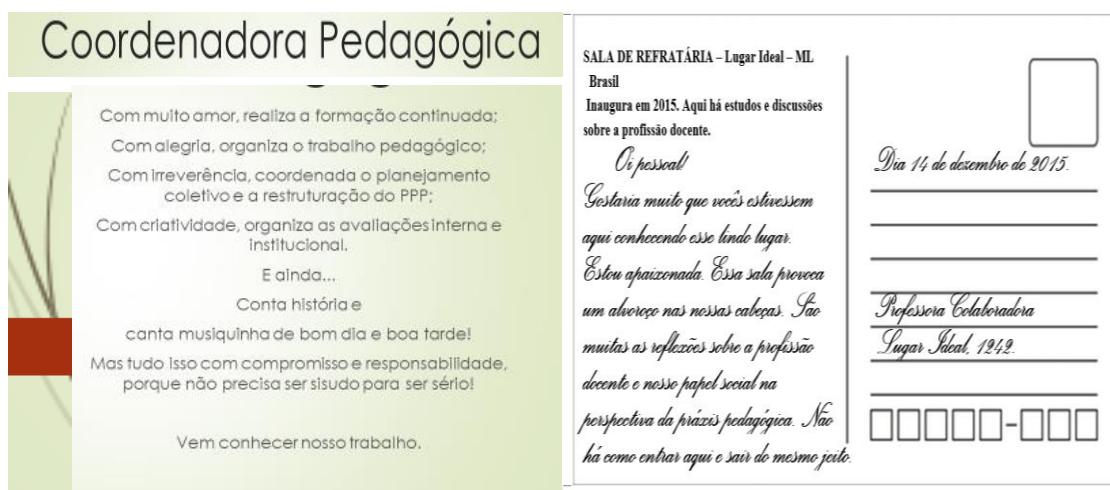 Coordenadora Pedagógica
Com muito amor, realiza a formação continuada;
Com alegria, organiza o trabalho pedagógico;
Com irreverência, coordenada o planejamento
coletivo e a restruturação do PPP;
Com criatividade, organiza as avaliações interna e
institucional.
E ainda...
Conta história e
canta musiquinha de bom dia e boa tarde!
Mas tudo isso com compromisso e responsabilidade,
porque não precisa ser sisudo para ser sério!
Vem conhecer nosso trabalho.
SALA DE REFRATÁRIA – Lugar Ideal – ML
Brasil
Inaugura em 2015. Aqui há estudos e discussões
sobre a profissão docente.
Oi pessoal!
Gostaria muito que vocês estivessem
aqui conhecendo esse lindo lugar.
Estou apaixonada. Essa sala provoca
um alvoroço nas nossas cabeças. São
muitas as reflexões sobre a profissão
docente e nosso papel social na
perspectiva da práxis pedagógica. Não
há como entrar aqui e sair do mesmo jeito.
Dia 14 de dezembro de 2015.
Professora Colaboradora
Lugar Ideal, 1242.